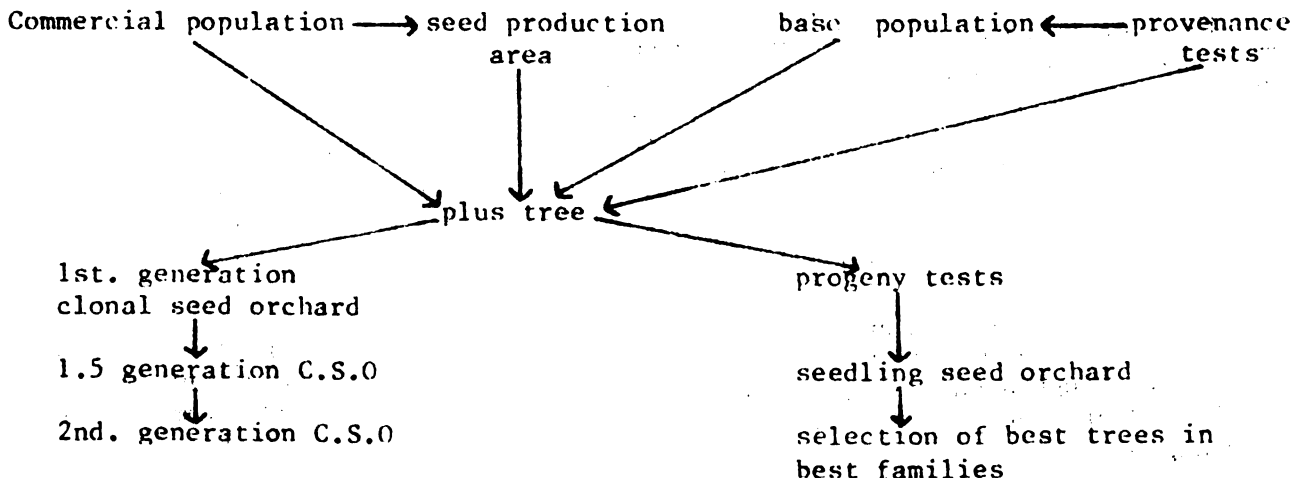 Commercial population seed production base population provenance
area tests
plus tree
1st. generation progeny tests
clonal seed orchard
1.5 generation C.S.O seedling seed orchard
2nd. generation C.S.O selection of best trees in
best families